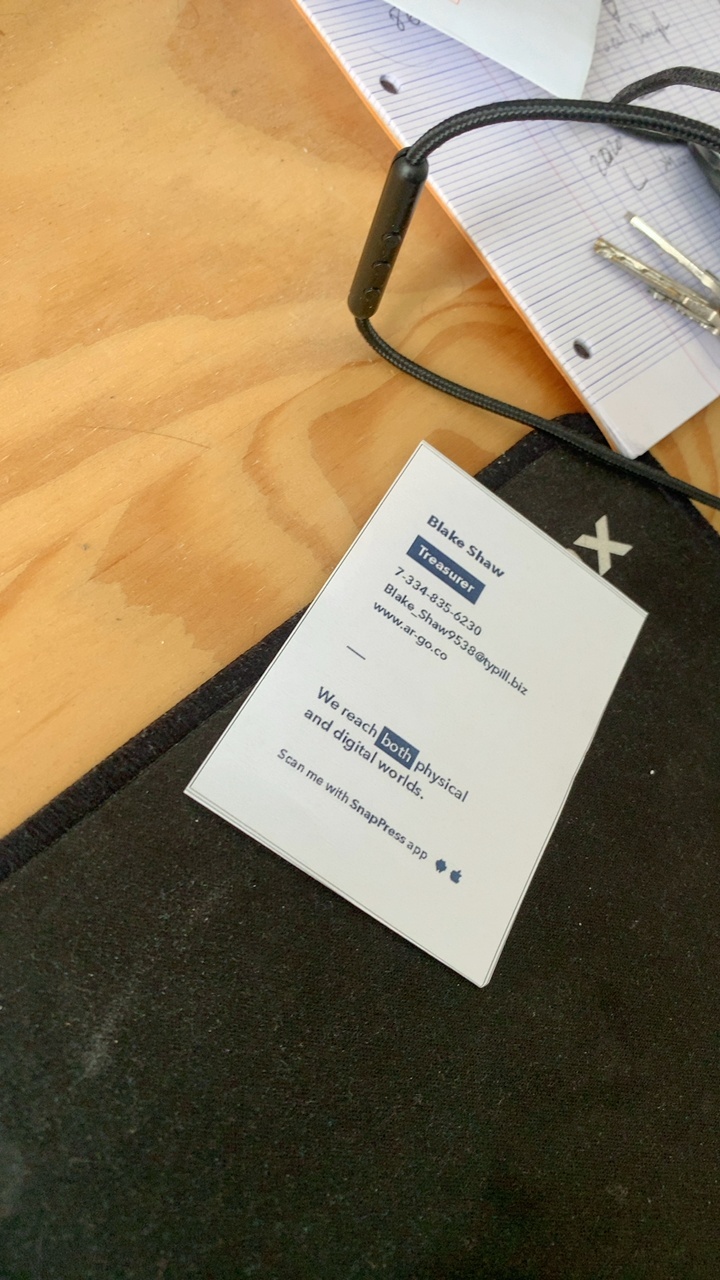 Blake Shaw
Treasurer
7-334-835-6230
Blake_Shaw9538@typill.biz
www.ar-go.co
We reach both physical
and digital worlds.
Scan me with SnapPress app
X